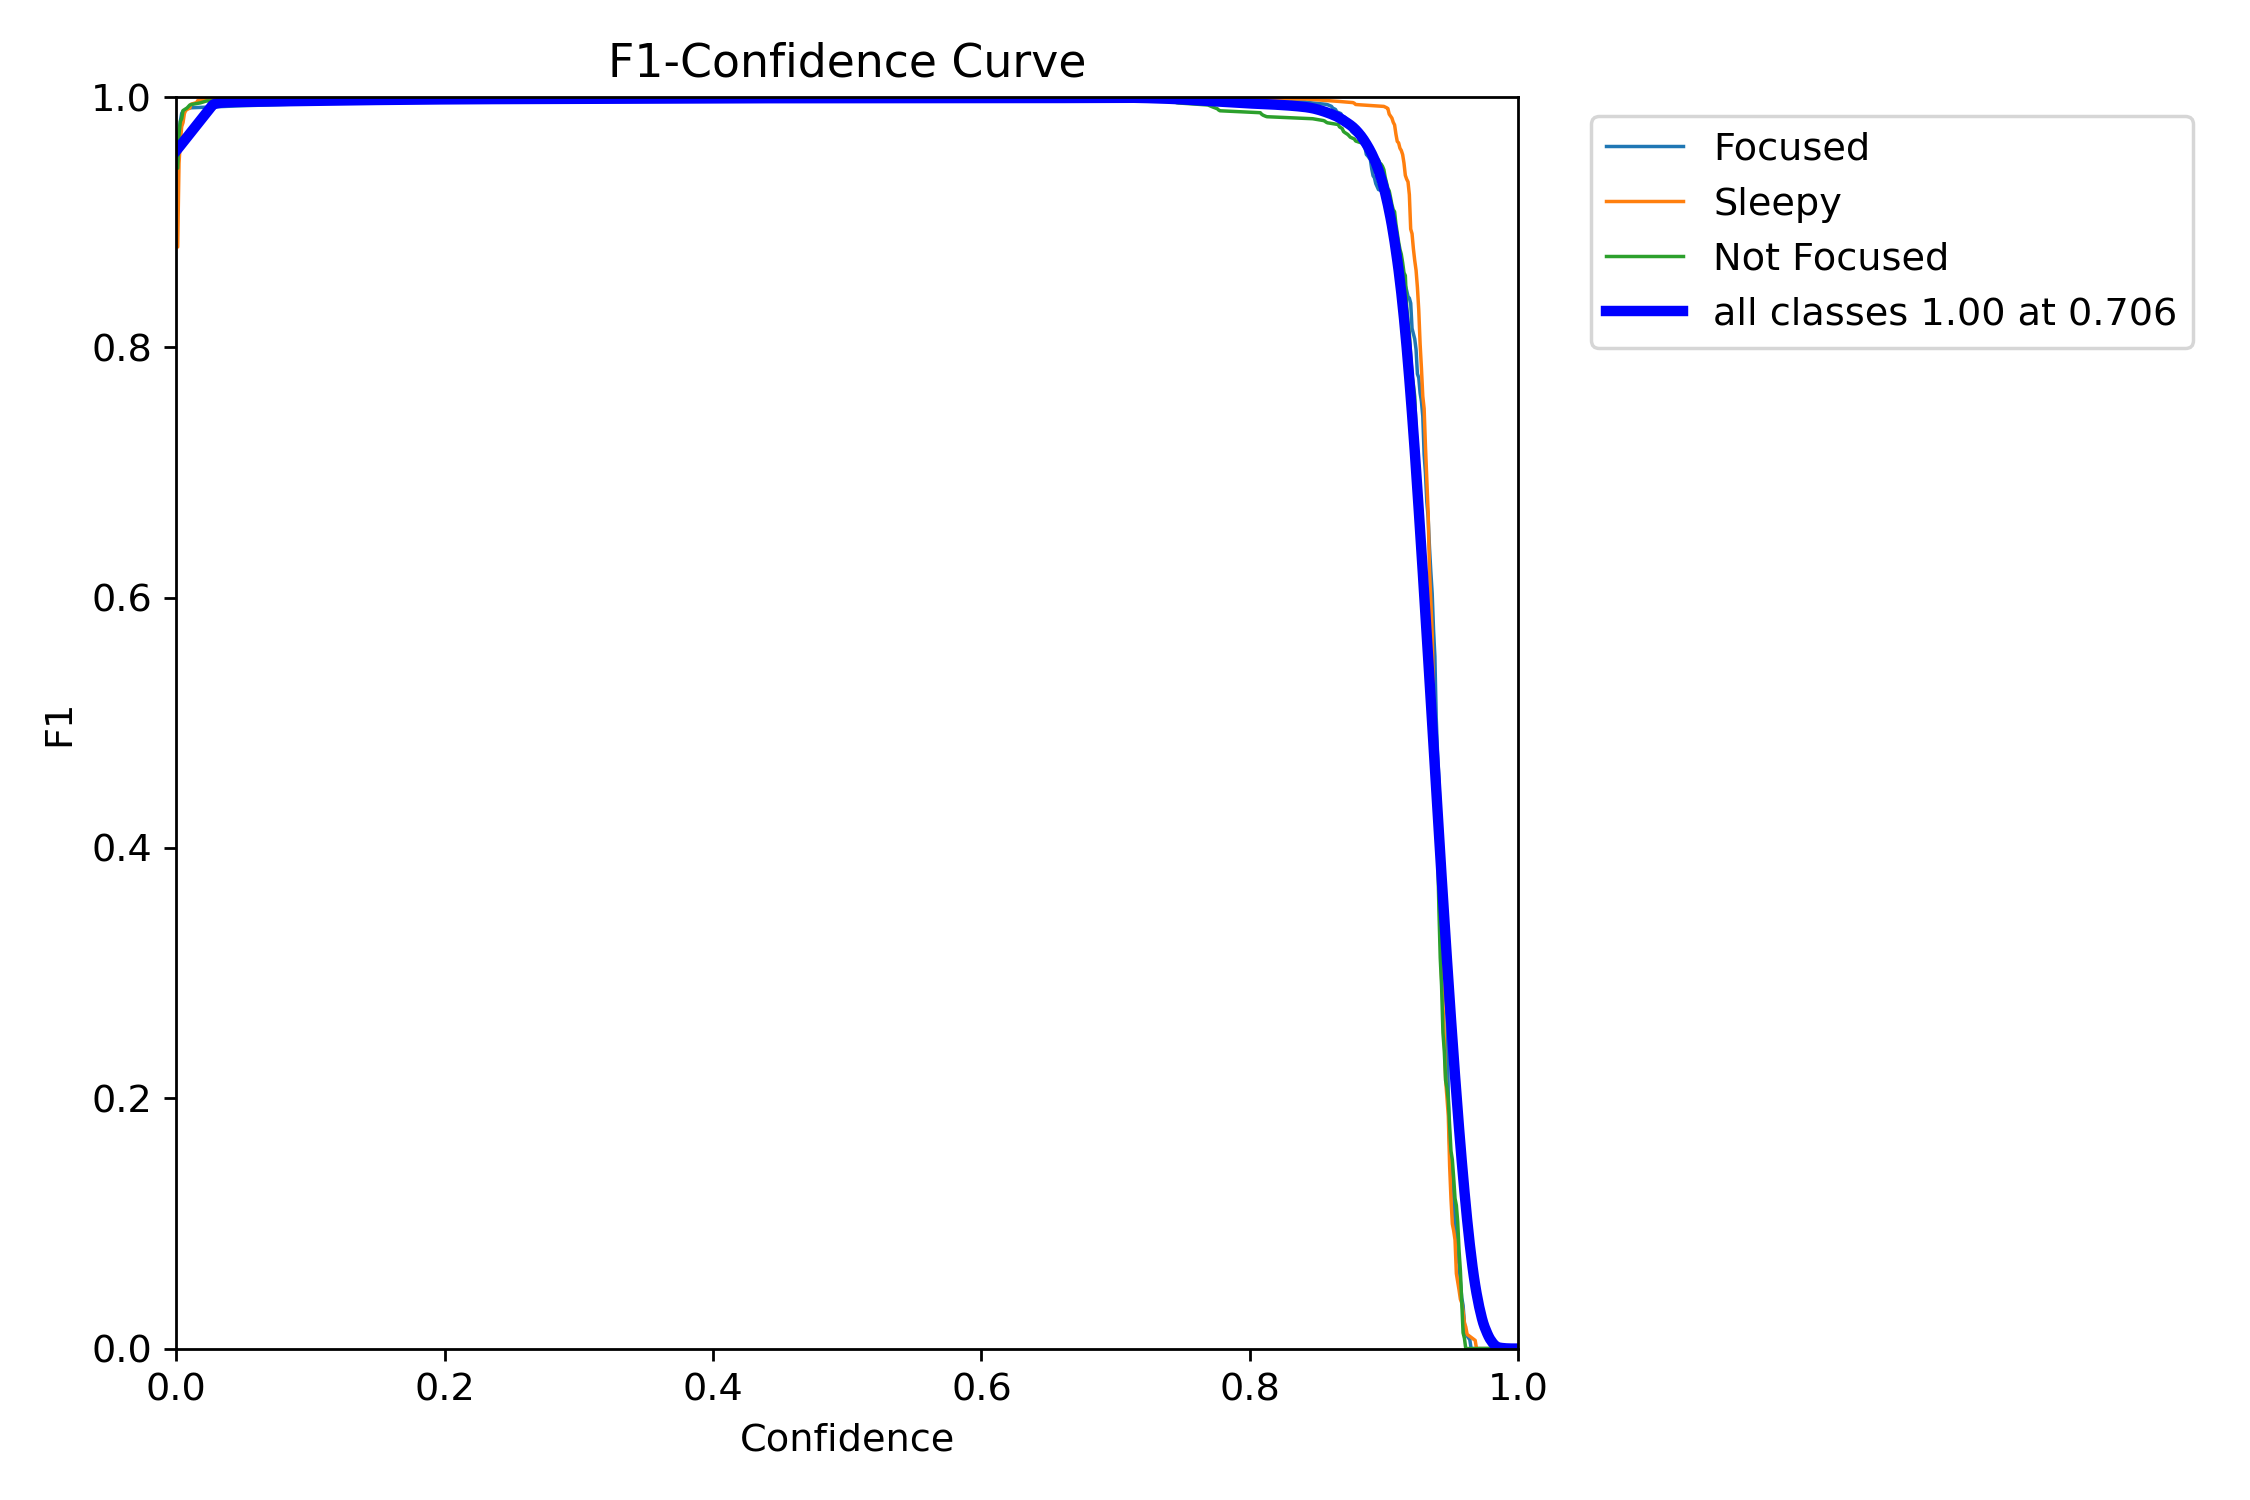 F1-Confidence Curve
1.0
0.8
0.6
0.4
0.2
0.0
F1
0.0 0.2 0.4 0.6 0.8 1.0
Confidence
Focused
Sleepy
Not Focused
all classes 1.00 at 0.706